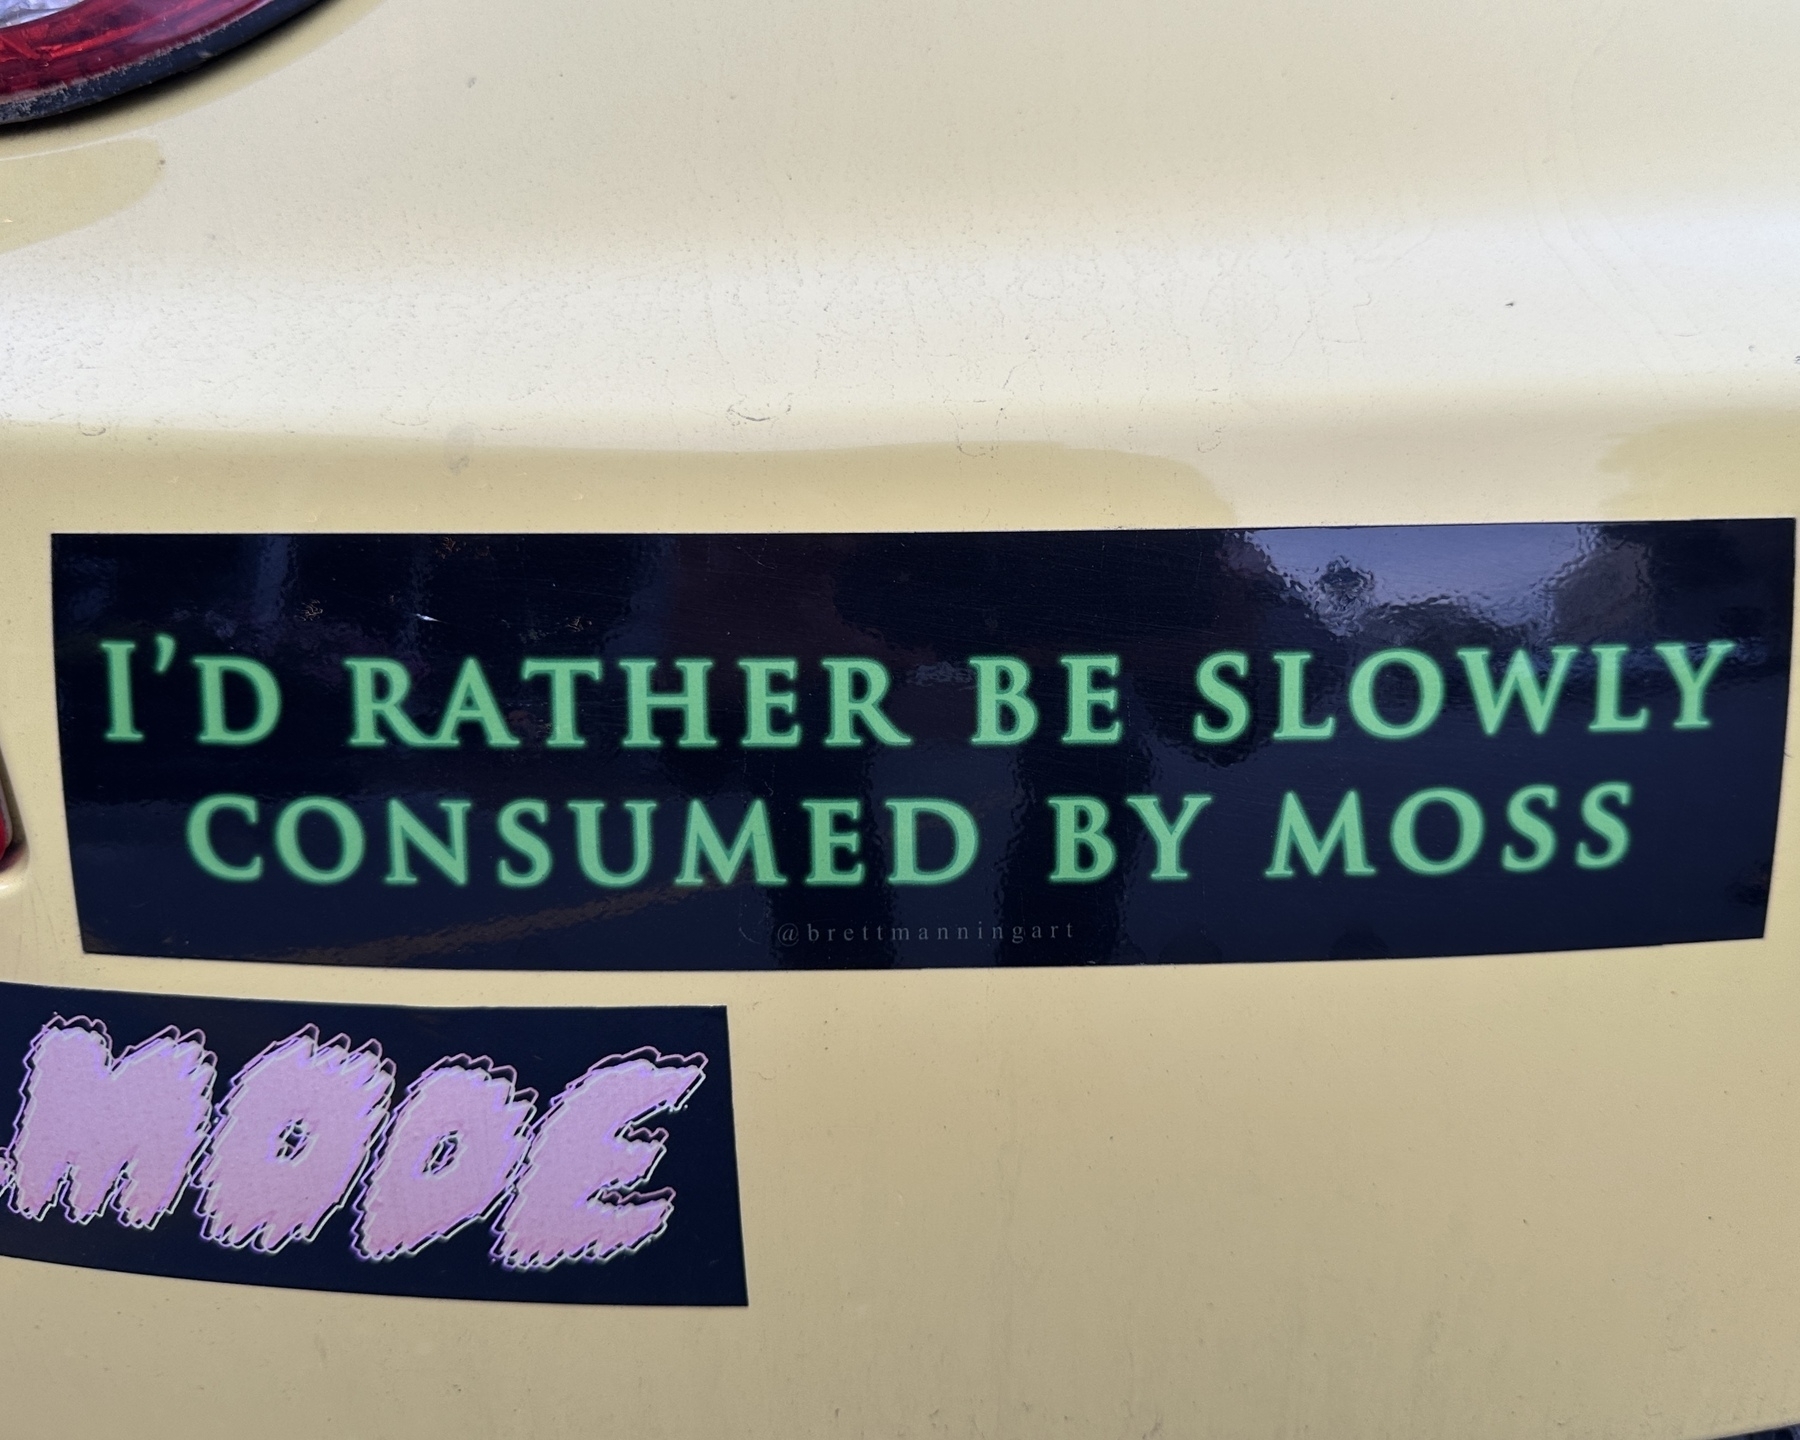 I'D RATHER BE SLOWLY
CONSUMED BY MOSS
@brettmanningart
MODE